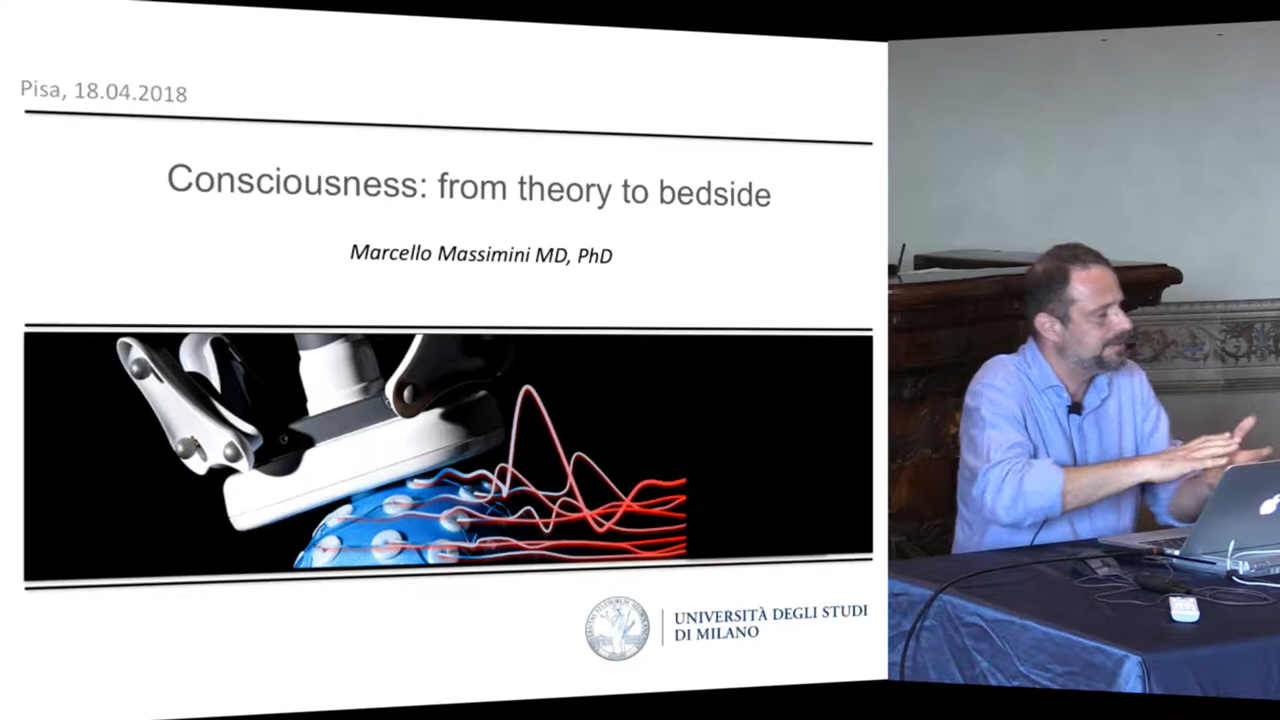 Pisa, 18.04.2018
Consciousness: from theory to bedside
Marcello Massimini MD, PhD
UNIVERSITÀ DEGLI STUDI
DI MILANO